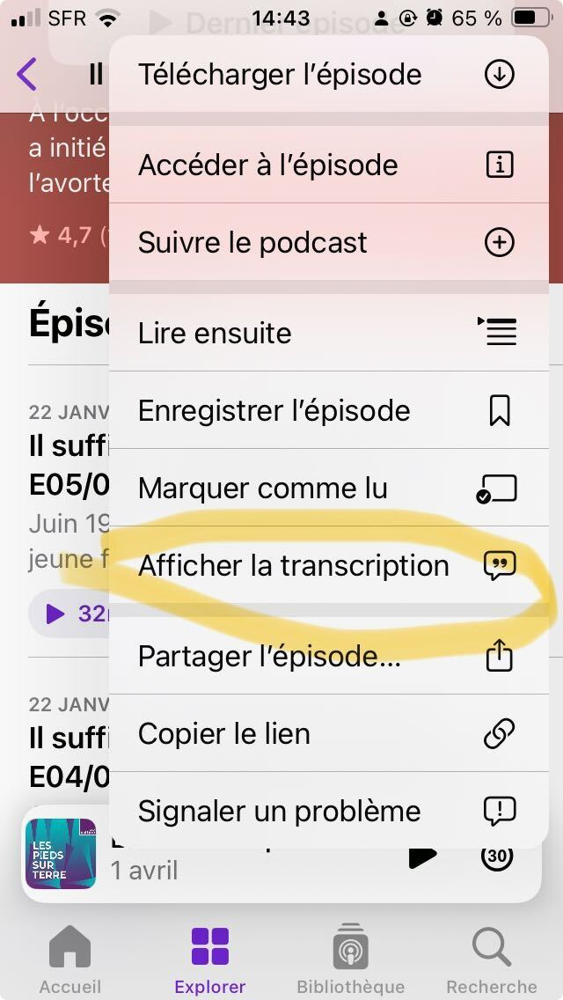 SFR 14:43 65 %
Dernier épisode
Il
Télécharger l'épisode
À l'occ
a initié
l'avorte
Accéder à l'épisode
4,7
Suivre le podcast
Épis
Lire ensuite
22 JANV
Enregistrer l'épisode
Il suffi
E05/0
Marquer comme lu
Juin 19
jeune f
Afficher la transcription
32
Partager l'épisode...
22 JANV
Il suffi
Copier le lien
E04/0
Signaler un problème
LES
PIEDS
SUR
TERRE
1 avril
30
Accueil Explorer Bibliothèque Recherche